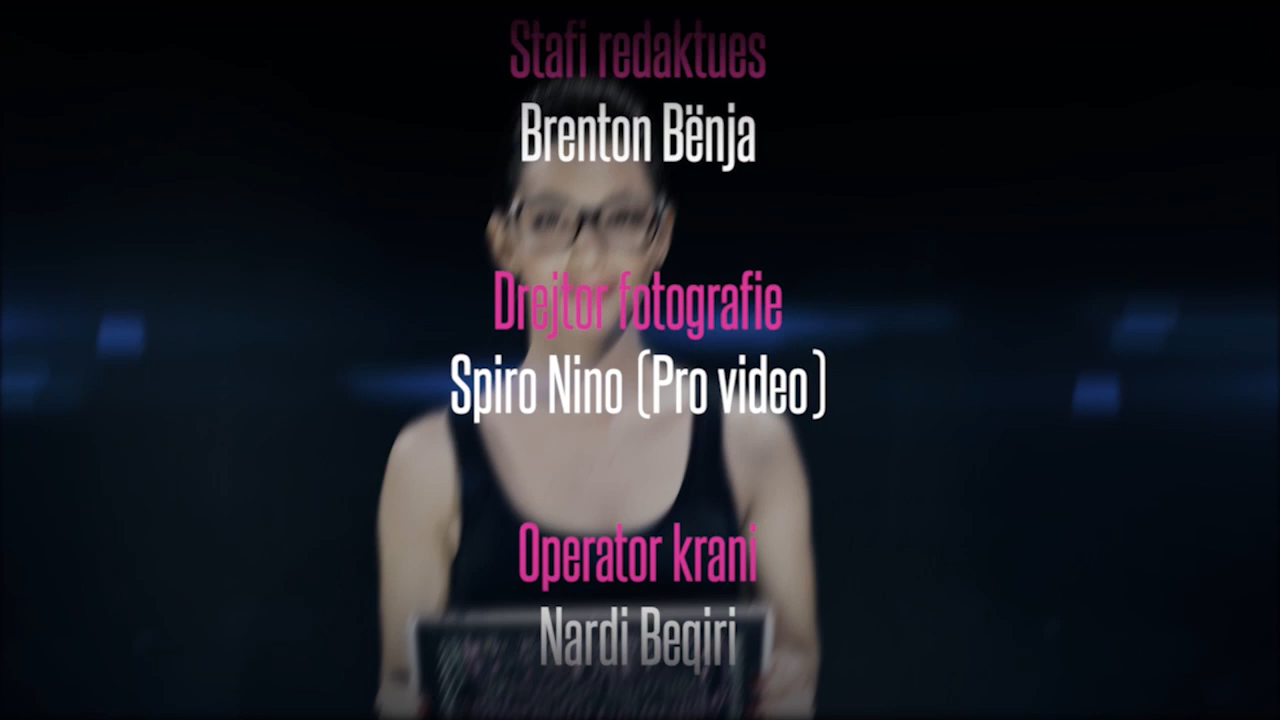 Stafi redaktues
Brenton Bënja
Drejtor fotografie
Spiro Nino (Pro video)
Operator krani
Nardi Beqiri